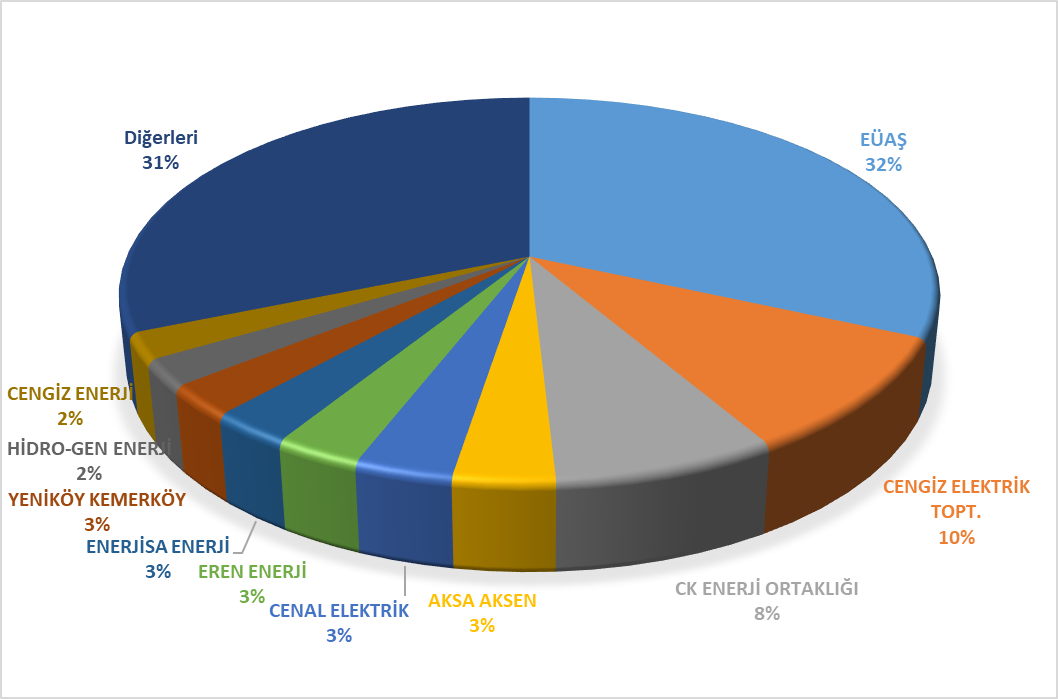 Diğerleri
31%
EÜAŞ
32%
CENGİZ ENERJİ
2%
HİDRO-GEN ENERJİ
2%
YENİKÖY KEMERKÖY
3%
ENERJİSA ENERJİ
3%
EREN ENERJİ
3%
CENAL ELEKTRİK
3%
AKSA AKSEN
3%
CK ENERJİ ORTAKLIĞI
8%
CENGİZ ELEKTRİK
TOPT.
10%